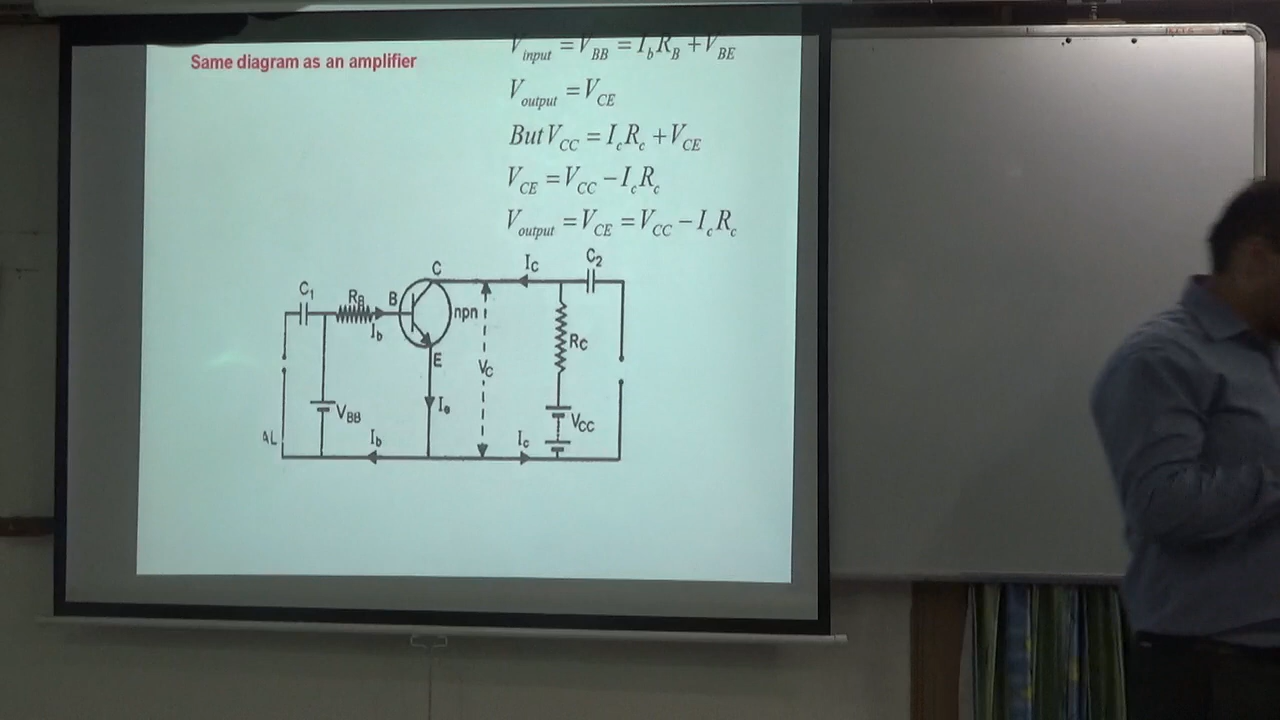 Same diagram as an amplifier
V_input = V_BB = I_b R_B + V_BE
V_output = V_CE
But V_CC = I_c R_c + V_CE
V_CE = V_CC − I_c R_c
V_output = V_CE = V_CC − I_c R_c
C₁
R_B
B
I_b
C
npn
E
I_e
I_C
C₂
V_C
R_C
V_BB
V_CC
AL
I_b
I_c